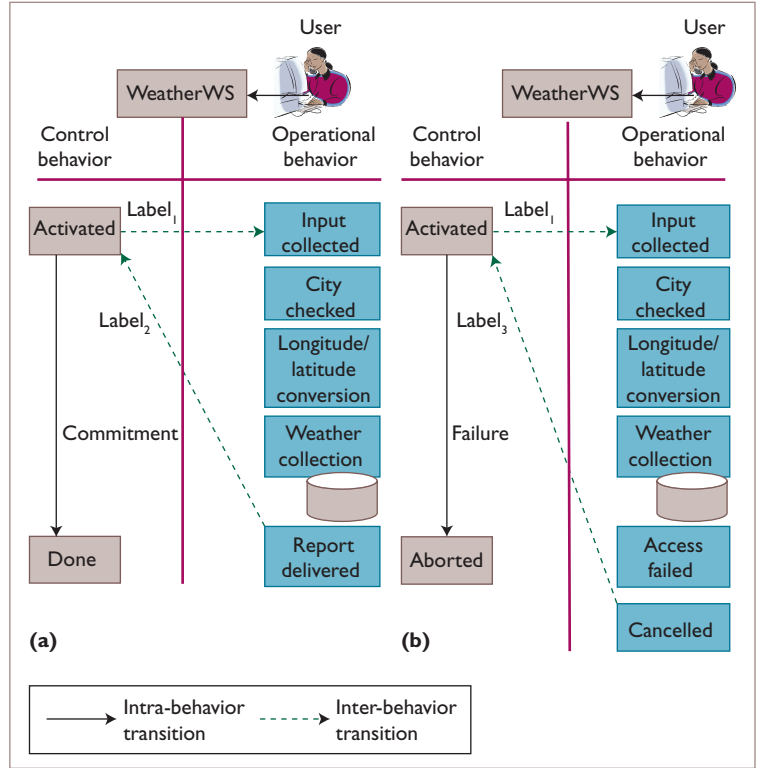 User
WeatherWS
Control
behavior
Operational
behavior
Activated
Label1
Input
collected
City
checked
Label2
Longitude/
latitude
conversion
Commitment
Weather
collection
Done
Report
delivered
(a)
User
WeatherWS
Control
behavior
Operational
behavior
Activated
Label1
Input
collected
City
checked
Label3
Longitude/
latitude
conversion
Failure
Weather
collection
Aborted
Access
failed
Cancelled
(b)
Intra-behavior
transition
Inter-behavior
transition